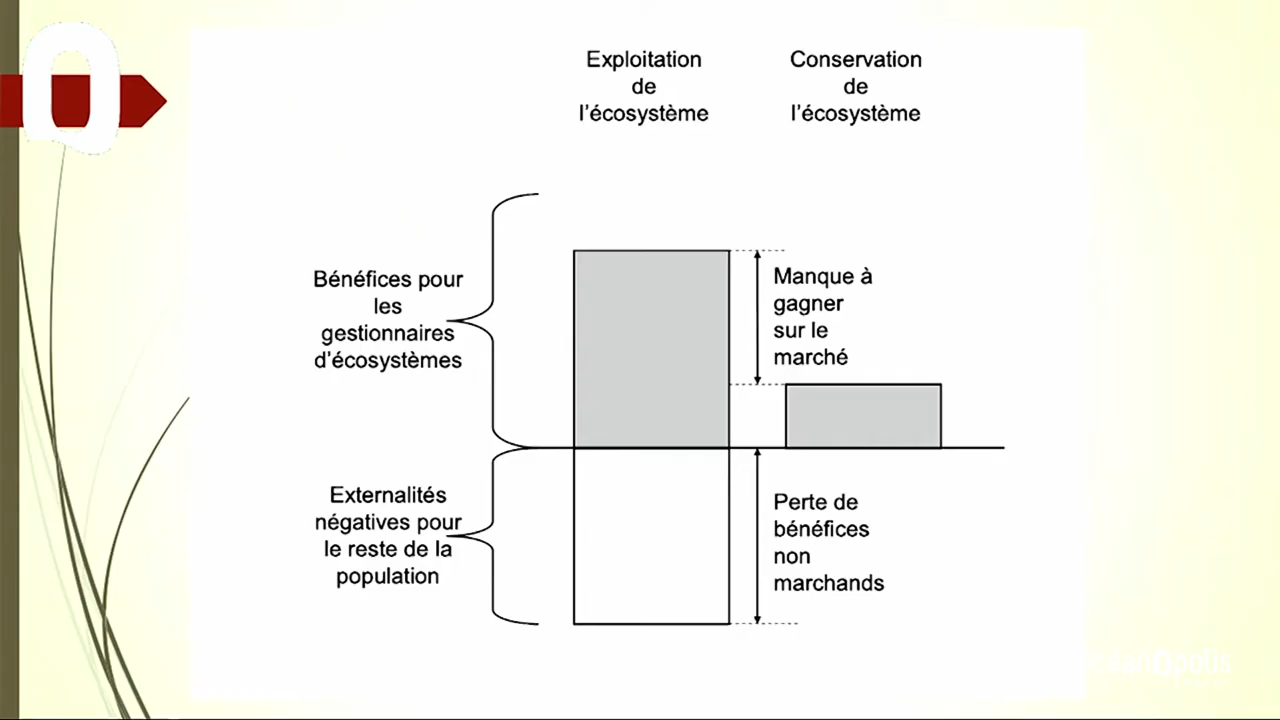 Exploitation
de
l'écosystème
Conservation
de
l'écosystème
Bénéfices pour
les
gestionnaires
d'écosystèmes
Manque à
gagner
sur le
marché
Externalités
négatives pour
le reste de la
population
Perte de
bénéfices
non
marchands